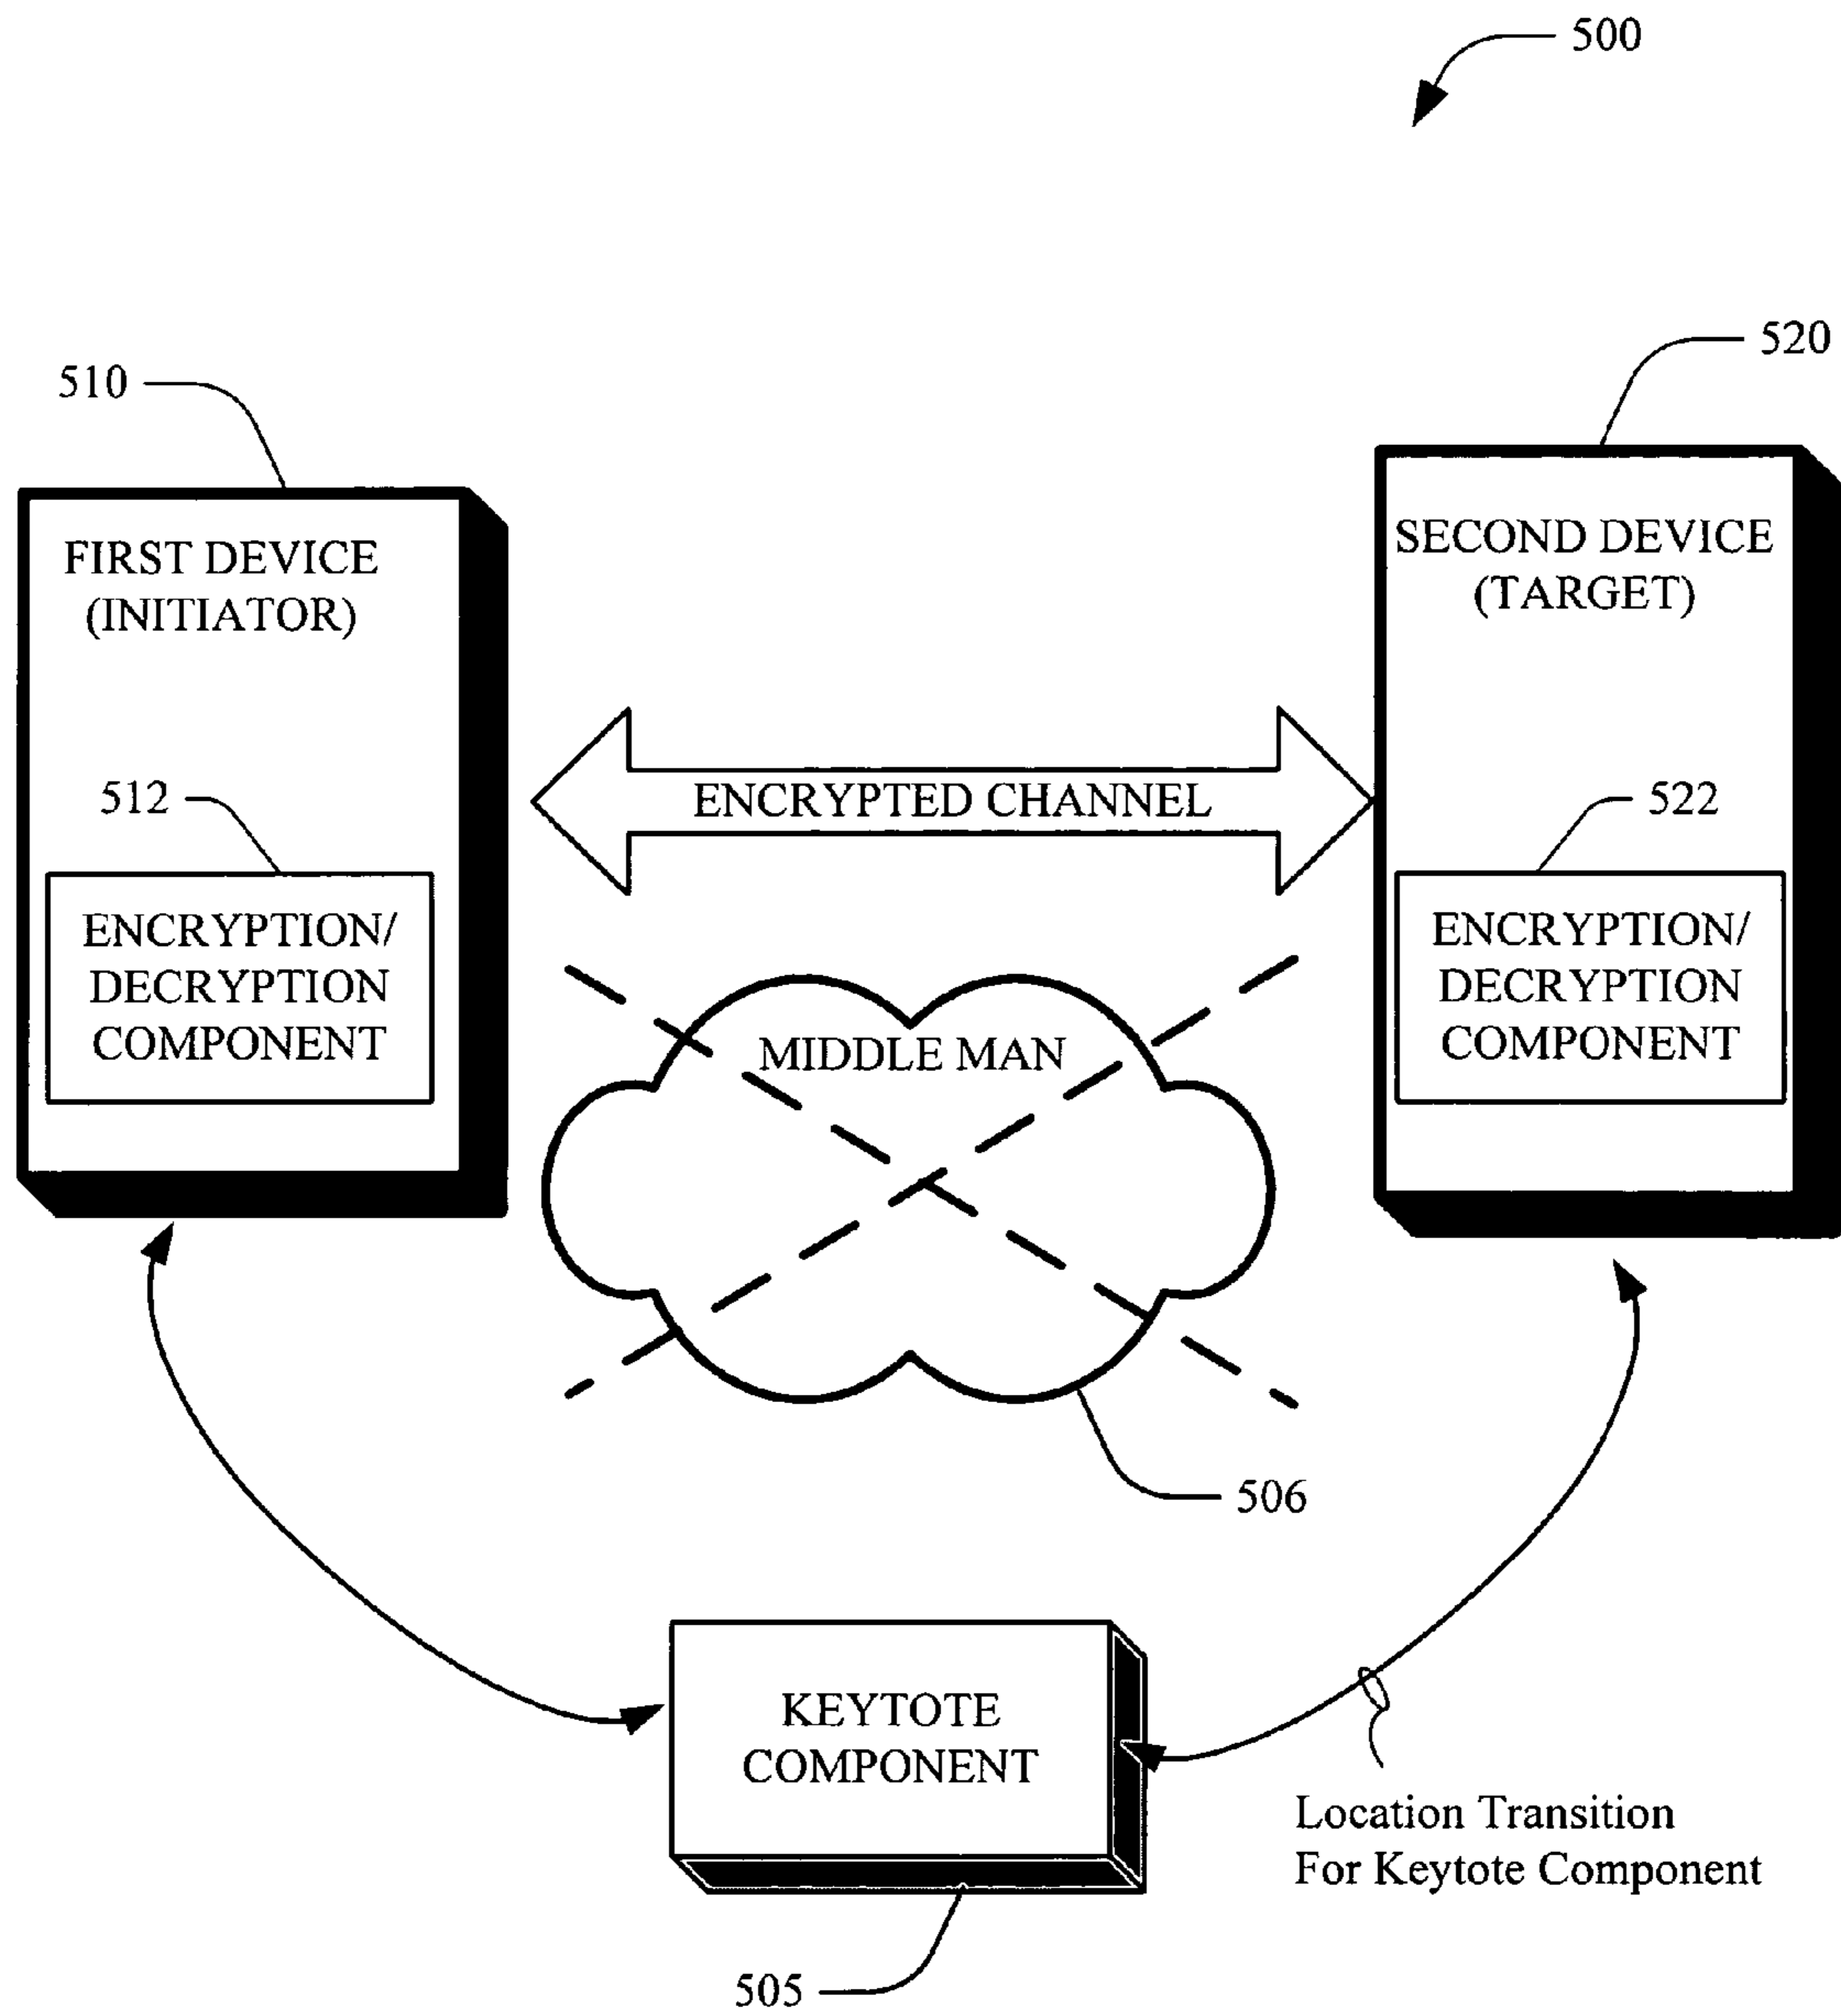 500
520
510
FIRST DEVICE
(INITIATOR)
SECOND DEVICE
(TARGET)
512
ENCRYPTED CHANNEL
522
ENCRYPTION/
DECRYPTION
COMPONENT
ENCRYPTION/
DECRYPTION
COMPONENT
MIDDLE MAN
506
KEYTOTE
COMPONENT
Location Transition
For Keytote Component
505